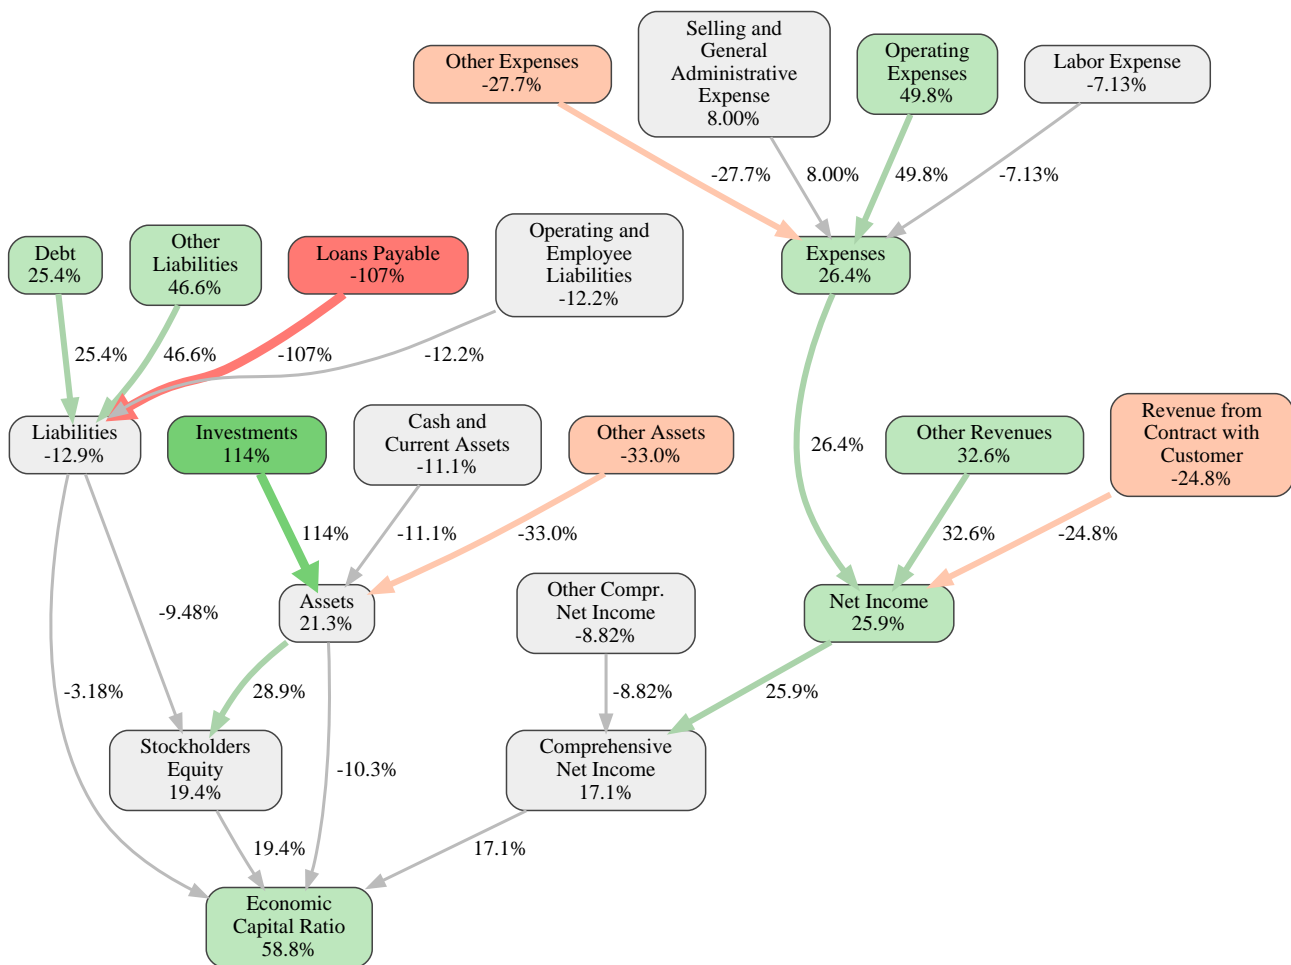 Selling and
General
Administrative
Expense
8.00%
Other Expenses
-27.7%
Operating
Expenses
49.8%
Labor Expense
-7.13%
-27.7%
8.00%
49.8%
-7.13%
Debt
25.4%
Other
Liabilities
46.6%
Loans Payable
-107%
Operating and
Employee
Liabilities
-12.2%
Expenses
26.4%
25.4%
46.6%
-107%
-12.2%
Liabilities
-12.9%
Investments
114%
Cash and
Current Assets
-11.1%
Other Assets
-33.0%
26.4%
Other Revenues
32.6%
Revenue from
Contract with
Customer
-24.8%
114%
-11.1%
-33.0%
32.6%
-24.8%
-9.48%
Assets
21.3%
Other Compr.
Net Income
-8.82%
Net Income
25.9%
-3.18%
28.9%
-8.82%
25.9%
Stockholders
Equity
19.4%
-10.3%
Comprehensive
Net Income
17.1%
19.4%
17.1%
Economic
Capital Ratio
58.8%